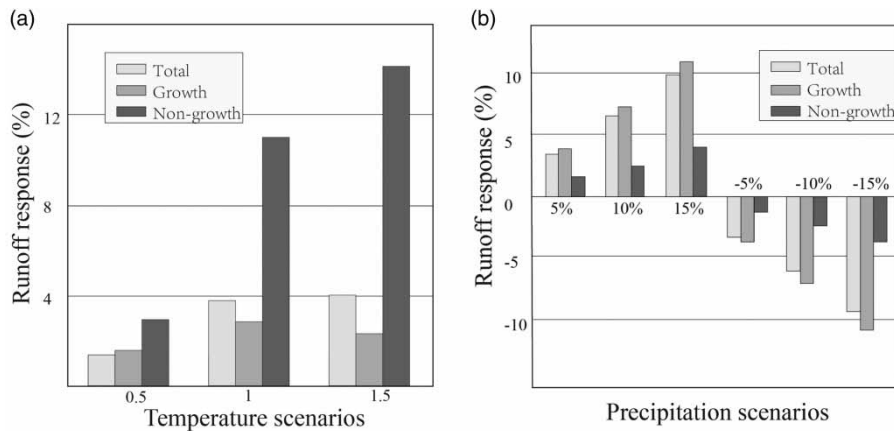 (a)
Total
Growth
Non-growth
Runoff response (%)
12
8
4
0.5 1 1.5
Temperature scenarios
(b)
Total
Growth
Non-growth
Runoff response (%)
10
5
0
-5
-10
5% 10% 15%
-5% -10% -15%
Precipitation scenarios